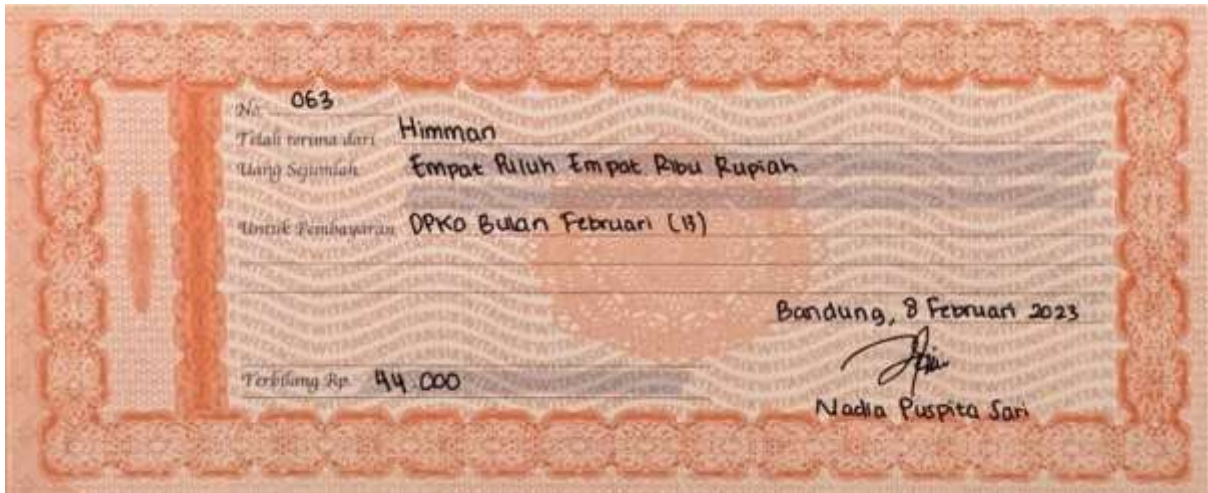 No. 063
Telah terima dari Himman
Uang Sejumlah Empat Puluh Empat Ribu Rupiah
Untuk Pembayaran DPKO Bulan Februari (13)
Bandung, 8 Februari 2023
Terbilang Rp. 44.000
Nadia Puspita Sari